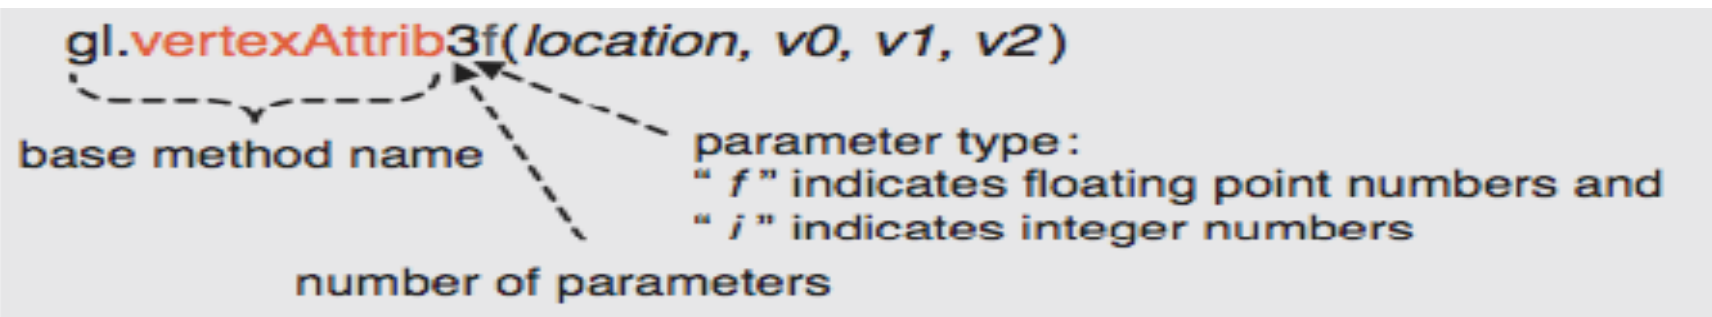 gl.vertexAttrib3f(location, v0, v1, v2)
base method name
parameter type:
“ f ” indicates floating point numbers and
“ i ” indicates integer numbers
number of parameters